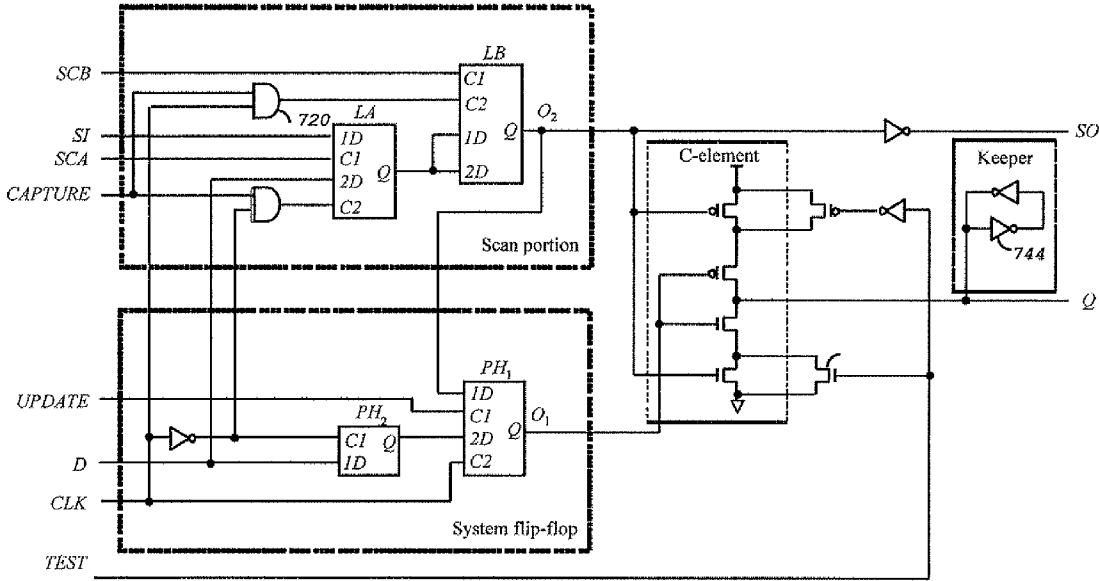 SCB
SI
SCA
CAPTURE
720
LA
1D
C1
2D
C2
Q
LB
C1
C2
1D
2D
Q
O2
Scan portion
C-element
SO
Keeper
744
Q
UPDATE
D
CLK
TEST
PH2
C1
1D
Q
PH1
1D
C1
2D
C2
Q
O1
System flip-flop